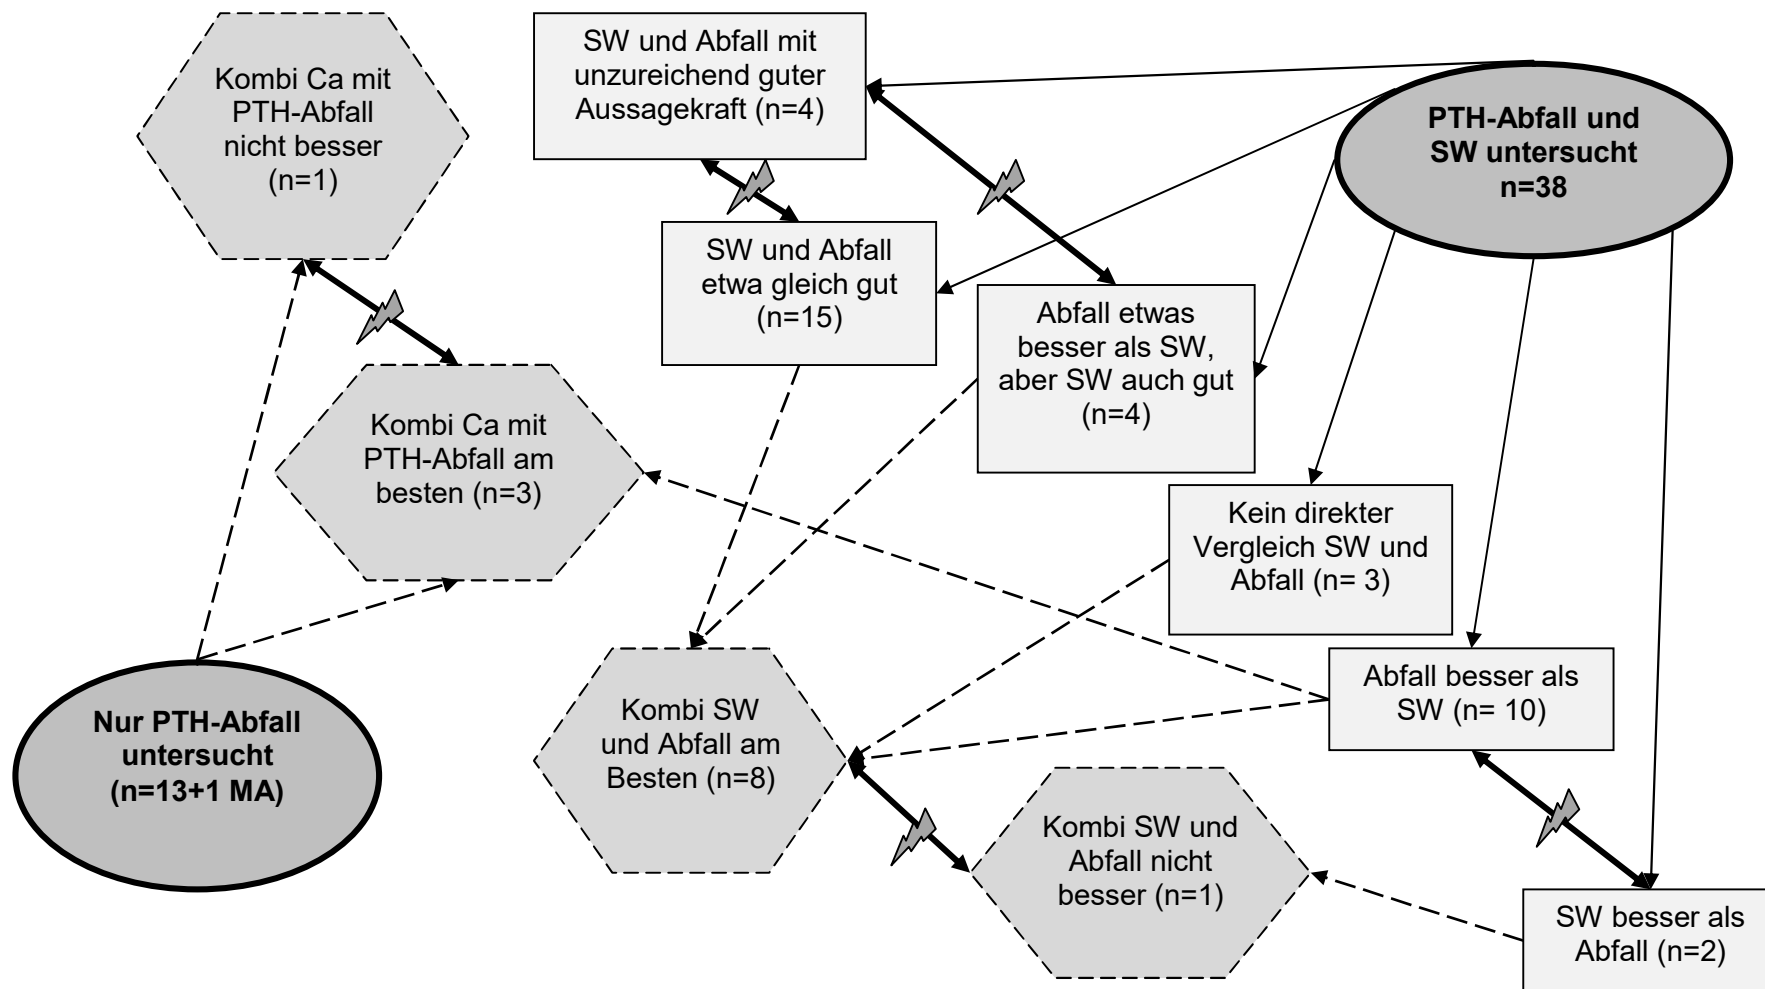 Kombi Ca mit
PTH-Abfall
nicht besser
(n=1)
SW und Abfall mit
unzureichend guter
Aussagekraft (n=4)
PTH-Abfall und
SW untersucht
n=38
SW und Abfall
etwa gleich gut
(n=15)
Abfall etwas
besser als SW,
aber SW auch gut
(n=4)
Kombi Ca mit
PTH-Abfall am
besten (n=3)
Kein direkter
Vergleich SW und
Abfall (n= 3)
Abfall besser als
SW (n= 10)
Nur PTH-Abfall
untersucht
(n=13+1 MA)
Kombi SW
und Abfall am
Besten (n=8)
Kombi SW und
Abfall nicht
besser (n=1)
SW besser als
Abfall (n=2)